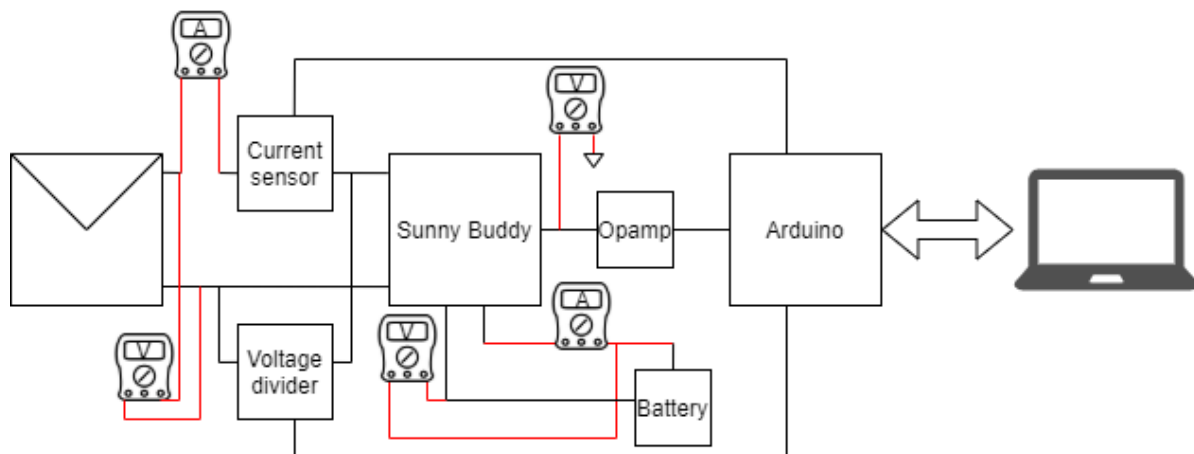 A
V
Current
sensor
Sunny Buddy
Opamp
Arduino
A
V
V
Voltage
divider
Battery